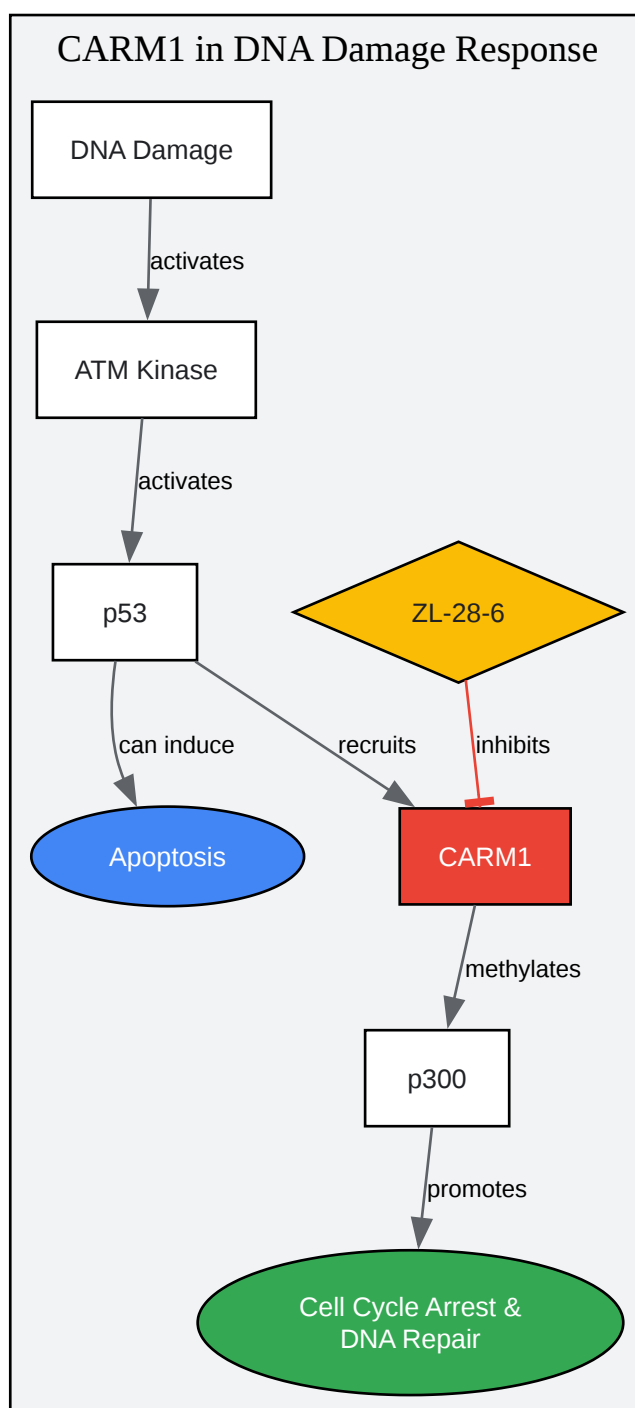 CARM1 in DNA Damage Response
DNA Damage
activates
ATM Kinase
activates
p53
ZL-28-6
can induce
recruits
inhibits
Apoptosis
CARM1
methylates
p300
promotes
Cell Cycle Arrest &
DNA Repair